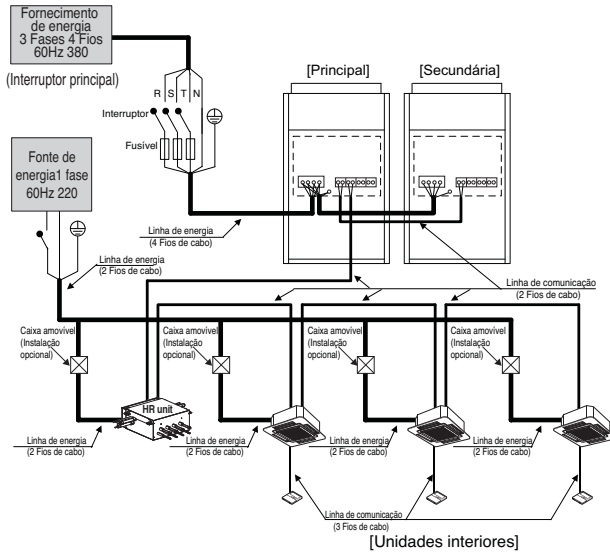 Fornecimento
de energia
3 Fases 4 Fios
60Hz 380
(Interruptor principal)
R S T N
Interruptor
Fusível
[Principal]
[Secundária]
Fonte de
energia1 fase
60Hz 220
Linha de energia
(4 Fios de cabo)
Linha de energia
(2 Fios de cabo)
Linha de comunicação
(2 Fios de cabo)
Caixa amovível
(Instalação
opcional)
Caixa amovível
(Instalação
opcional)
Caixa amovível
(Instalação
opcional)
Caixa amovível
(Instalação
opcional)
HR unit
Linha de energia
(2 Fios de cabo)
Linha de energia
(2 Fios de cabo)
Linha de energia
(2 Fios de cabo)
Linha de energia
(2 Fios de cabo)
Linha de comunicação
(3 Fios de cabo)
[Unidades interiores]